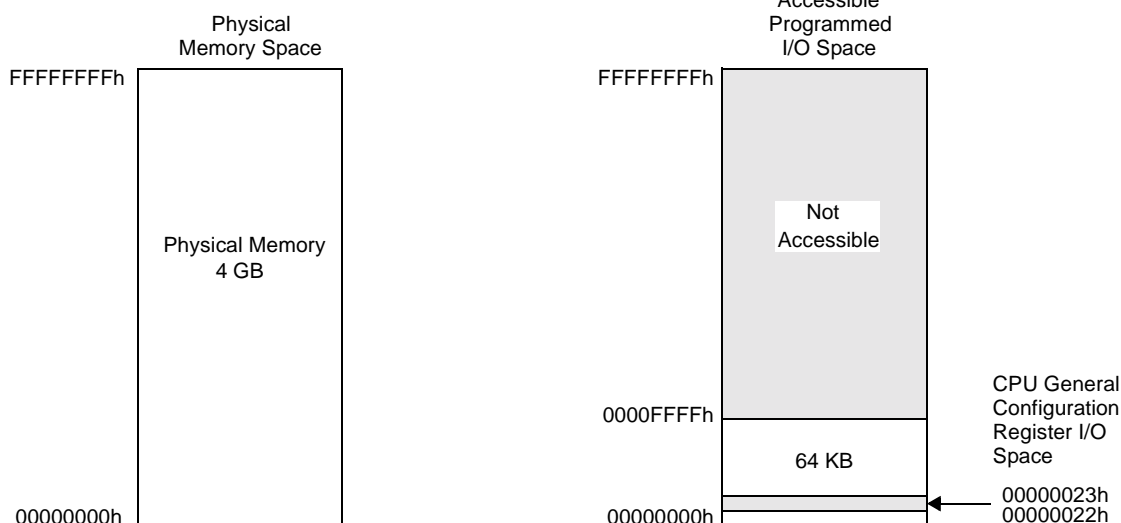 Physical
Memory Space
FFFFFFFFh
Physical Memory
4 GB
00000000h
Accessible
Programmed
I/O Space
FFFFFFFFh
Not
Accessible
0000FFFFh
64 KB
00000000h
CPU General
Configuration
Register I/O
Space
00000023h
00000022h